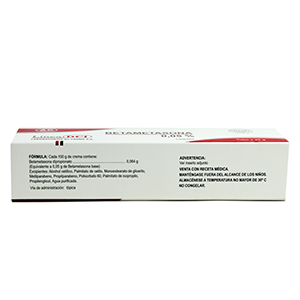 BETAMETASONA
0,05 %
FÓRMULA: Cada 100 g de crema contiene:
Betametasona dipropionato 0,064 g
(Equivalente a 0,05 g de Betametasona base)
Excipientes: Alcohol cetílico, Palmitato de cetilo, Monoestearato de glicerilo,
Metilparabeno, Propilparabeno, Polisorbato 60, Palmitato de isopropilo,
Propilenglicol, Agua purificada.
Vía de administración: tópica
ADVERTENCIA:
Ver inserto adjunto
VENTA CON RECETA MÉDICA.
MANTÉNGASE FUERA DEL ALCANCE DE LOS NIÑOS.
ALMACÉNESE A TEMPERATURA NO MAYOR DE 30° C
NO CONGELAR.